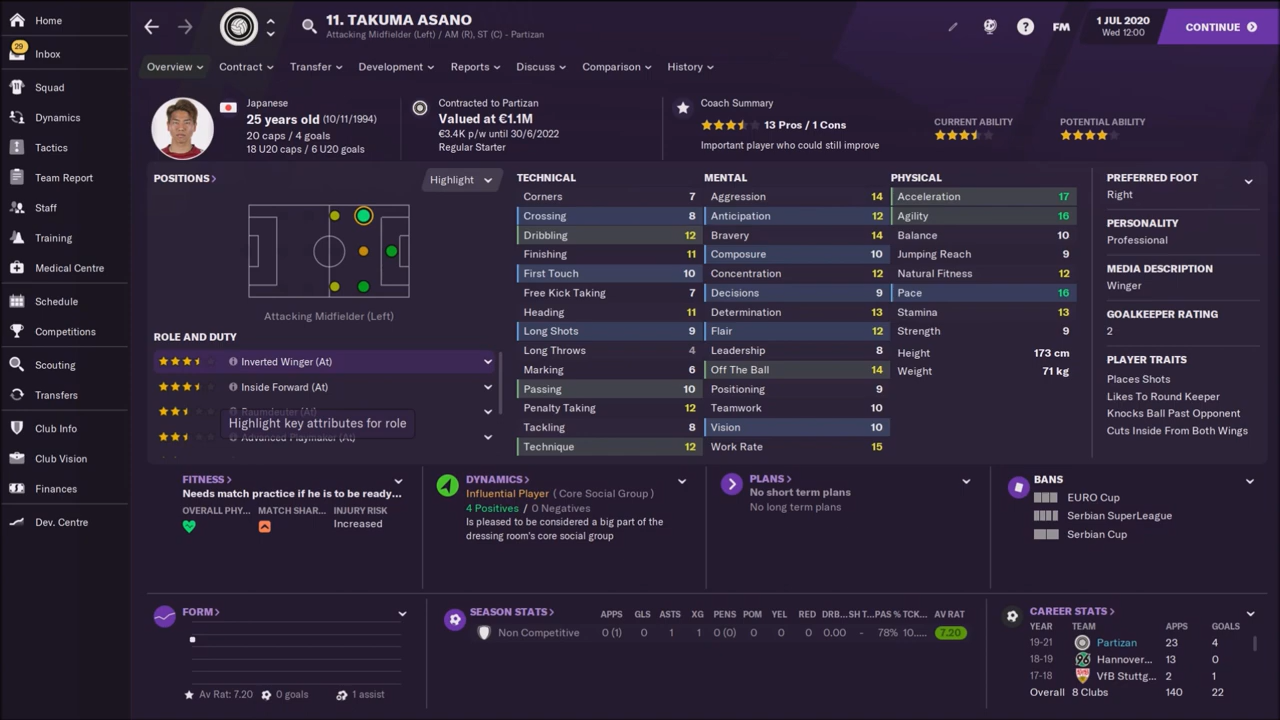 Home
29
Inbox
Squad
Dynamics
Tactics
Team Report
Staff
Training
Medical Centre
Schedule
Competitions
Scouting
Transfers
Club Info
Club Vision
Finances
Dev. Centre
11. TAKUMA ASANO
Attacking Midfielder (Left) / AM (R), ST (C) - Partizan
FM
1 JUL 2020
Wed 12:00
CONTINUE
Overview Contract Transfer Development Reports Discuss Comparison History
Japanese
25 years old (10/11/1994)
20 caps / 4 goals
18 U20 caps / 6 U20 goals
Contracted to Partizan
Valued at €1.1M
€3.4K p/w until 30/6/2022
Regular Starter
Coach Summary
13 Pros / 1 Cons
Important player who could still improve
CURRENT ABILITY
POTENTIAL ABILITY
POSITIONS
Highlight
Attacking Midfielder (Left)
ROLE AND DUTY
Inverted Winger (At)
Inside Forward (At)
Raumdeuter (At)
Highlight key attributes for role
Advanced Playmaker (At)
TECHNICAL
Corners 7
Crossing 8
Dribbling 12
Finishing 11
First Touch 10
Free Kick Taking 7
Heading 11
Long Shots 9
Long Throws 4
Marking 6
Passing 10
Penalty Taking 12
Tackling 8
Technique 12
MENTAL
Aggression 14
Anticipation 12
Bravery 14
Composure 10
Concentration 12
Decisions 9
Determination 13
Flair 12
Leadership 8
Off The Ball 14
Positioning 9
Teamwork 10
Vision 10
Work Rate 15
PHYSICAL
Acceleration 17
Agility 16
Balance 10
Jumping Reach 9
Natural Fitness 12
Pace 16
Stamina 13
Strength 9
Height 173 cm
Weight 71 kg
PREFERRED FOOT
Right
PERSONALITY
Professional
MEDIA DESCRIPTION
Winger
GOALKEEPER RATING
2
PLAYER TRAITS
Places Shots
Likes To Round Keeper
Knocks Ball Past Opponent
Cuts Inside From Both Wings
FITNESS
Needs match practice if he is to be ready...
OVERALL PHY... MATCH SHAR... INJURY RISK
Increased
DYNAMICS
Influential Player ( Core Social Group )
4 Positives / 0 Negatives
Is pleased to be considered a big part of the
dressing room's core social group
PLANS
No short term plans
No long term plans
BANS
EURO Cup
Serbian SuperLeague
Serbian Cup
FORM
Av Rat: 7.20 0 goals 1 assist
SEASON STATS APPS GLS ASTS XG PENS POM YEL RED DRB... SH T... PAS % TCK... AV RAT
Non Competitive 0 (1) 0 1 1 0 (0) 0 0 0 0.00 - 78% 10..... 7.20
CAREER STATS
YEAR TEAM APPS GOALS
19-21 Partizan 23 4
18-19 96 Hannover... 13 0
17-18 VfB Stuttg... 2 1
Overall 8 Clubs 140 22